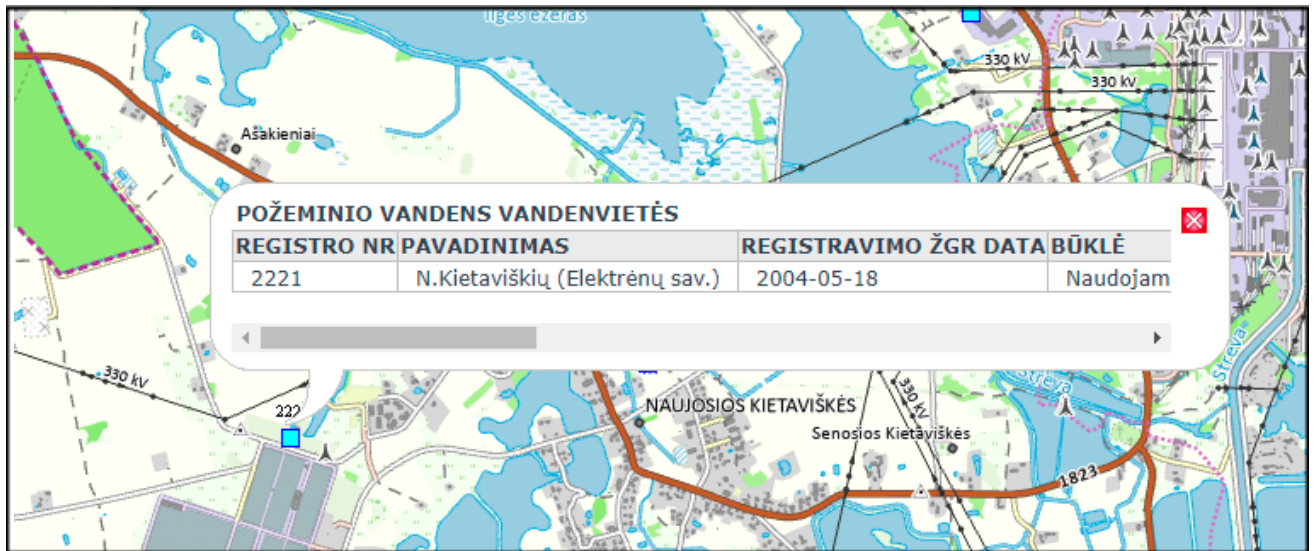 Ilgės ežeras
330 kV
330 kV
Ašakieniai
POŽEMINIO VANDENS VANDENVIETĖS
REGISTRO NR PAVADINIMAS REGISTRAVIMO ŽGR DATA BŪKLĖ
2221 N.Kietaviškių (Elektrėnų sav.) 2004-05-18 Naudojam
Strėva
330 kV
Strėva
330 kV
222
NAUJOSIOS KIETAVIŠKĖS
Senosios Kietaviškės
1823